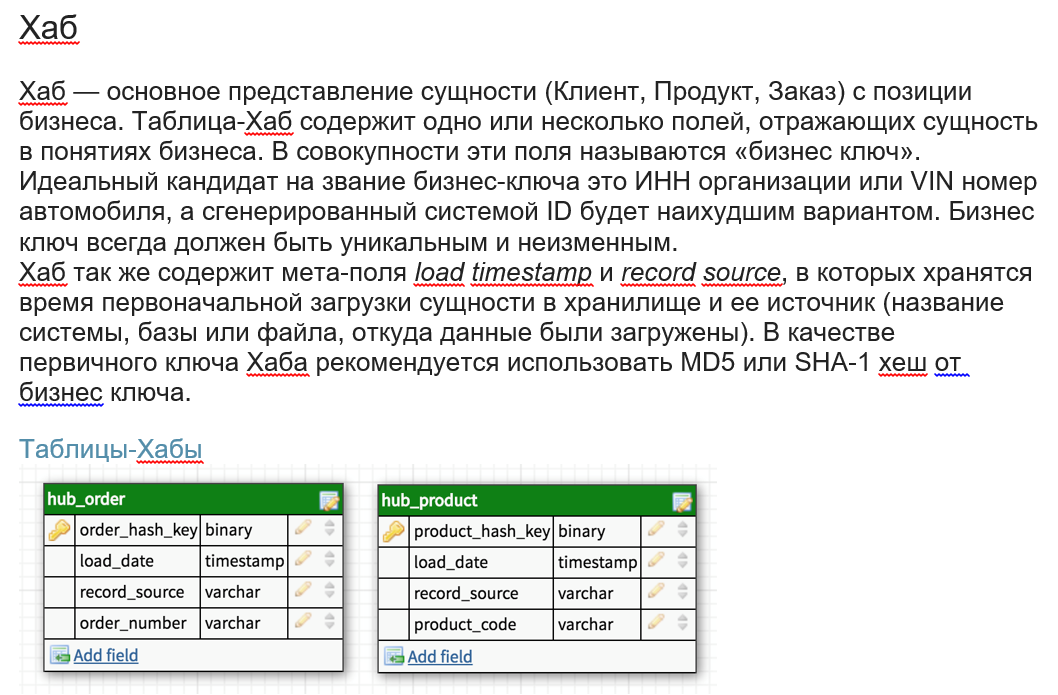 Хаб
Хаб — основное представление сущности (Клиент, Продукт, Заказ) с позиции
бизнеса. Таблица-Хаб содержит одно или несколько полей, отражающих сущность
в понятиях бизнеса. В совокупности эти поля называются «бизнес ключ».
Идеальный кандидат на звание бизнес-ключа это ИНН организации или VIN номер
автомобиля, а сгенерированный системой ID будет наихудшим вариантом. Бизнес
ключ всегда должен быть уникальным и неизменным.
Хаб так же содержит мета-поля load timestamp и record source, в которых хранятся
время первоначальной загрузки сущности в хранилище и ее источник (название
системы, базы или файла, откуда данные были загружены). В качестве
первичного ключа Хаба рекомендуется использовать MD5 или SHA-1 хеш от
бизнес ключа.
Таблицы-Хабы
hub_order
order_hash_key binary
load_date timestamp
record_source varchar
order_number varchar
Add field
hub_product
product_hash_key binary
load_date timestamp
record_source varchar
product_code varchar
Add field